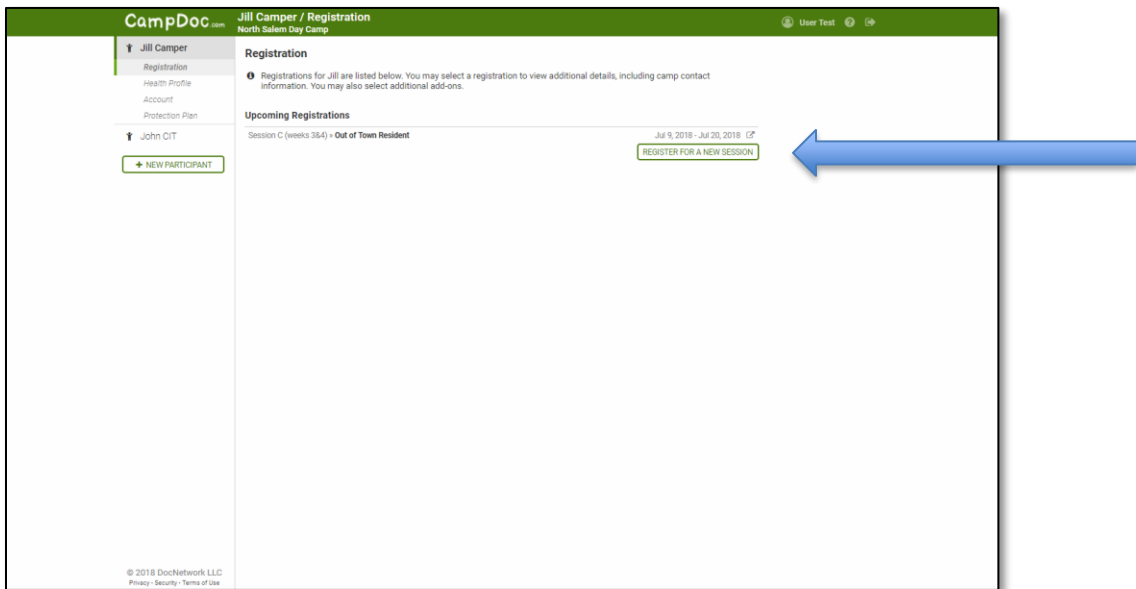 CampDoc.com
Jill Camper / Registration
North Salem Day Camp
User Test
Jill Camper
Registration
Health Profile
Account
Protection Plan
John CIT
+ NEW PARTICIPANT
Registration
Registrations for Jill are listed below. You may select a registration to view additional details, including camp contact
information. You may also select additional add-ons.
Upcoming Registrations
Session C (weeks 3&4) » Out of Town Resident Jul 9, 2018 - Jul 20, 2018
REGISTER FOR A NEW SESSION
© 2018 DocNetwork LLC
Privacy - Security - Terms of Use